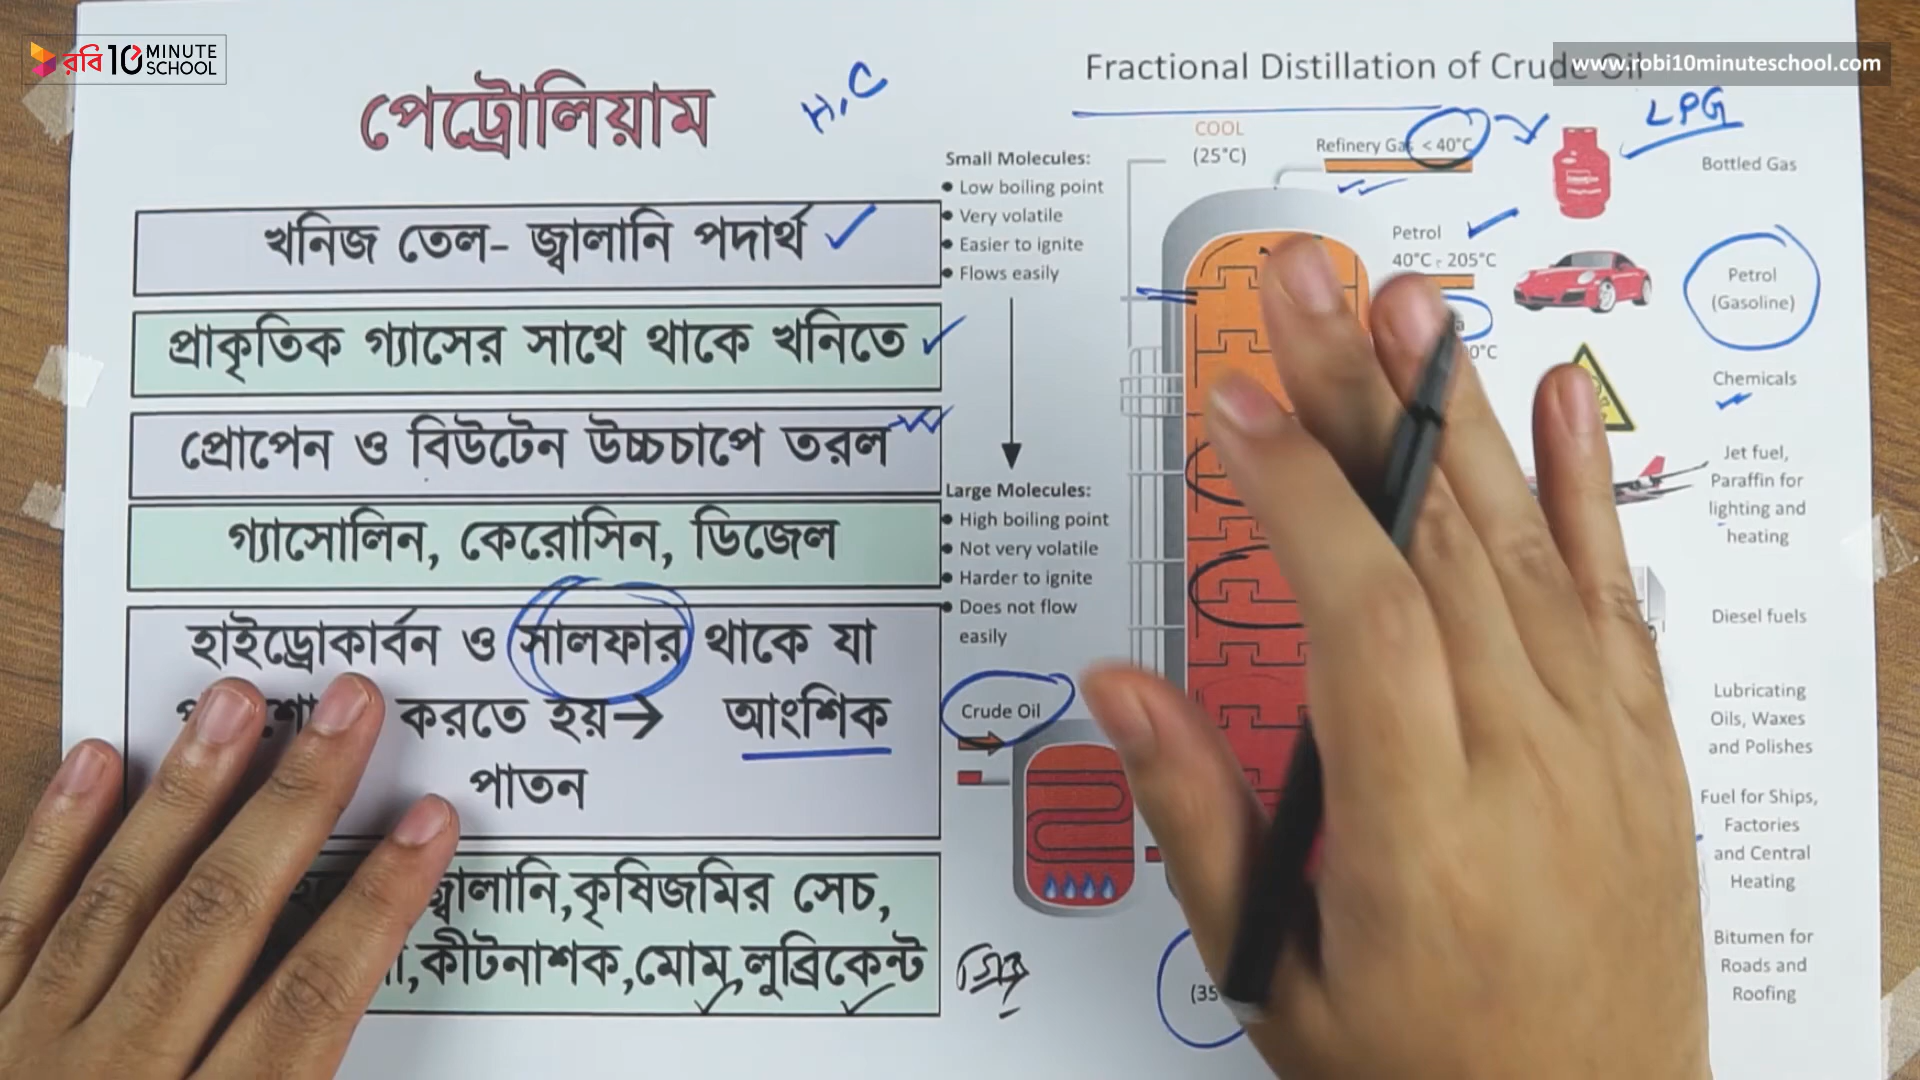 রবি 10 MINUTE
SCHOOL
www.robi10minuteschool.com
পেট্রোলিয়াম
H, C
খনিজ তেল- জ্বালানি পদার্থ
প্রাকৃতিক গ্যাসের সাথে থাকে খনিতে
প্রোপেন ও বিউটেন উচ্চচাপে তরল
গ্যাসোলিন, কেরোসিন, ডিজেল
হাইড্রোকার্বন ও সালফার থাকে যা
করতে হয়→ আংশিক
পাতন
জ্বালানি,কৃষিজমির সেচ,
,কীটনাশক,মোম,লুব্রিকেন্ট
Fractional Distillation of Crude Oil
LPG
Small Molecules:
• Low boiling point
• Very volatile
• Easier to ignite
• Flows easily
Large Molecules:
• High boiling point
• Not very volatile
• Harder to ignite
• Does not flow
easily
Crude Oil
COOL
(25°C)
Refinery Gas < 40°C
Petrol
40°C - 205°C
Bottled Gas
Petrol
(Gasoline)
Chemicals
Jet fuel,
Paraffin for
lighting and
heating
Diesel fuels
Lubricating
Oils, Waxes
and Polishes
Fuel for Ships,
Factories
and Central
Heating
Bitumen for
Roads and
Roofing